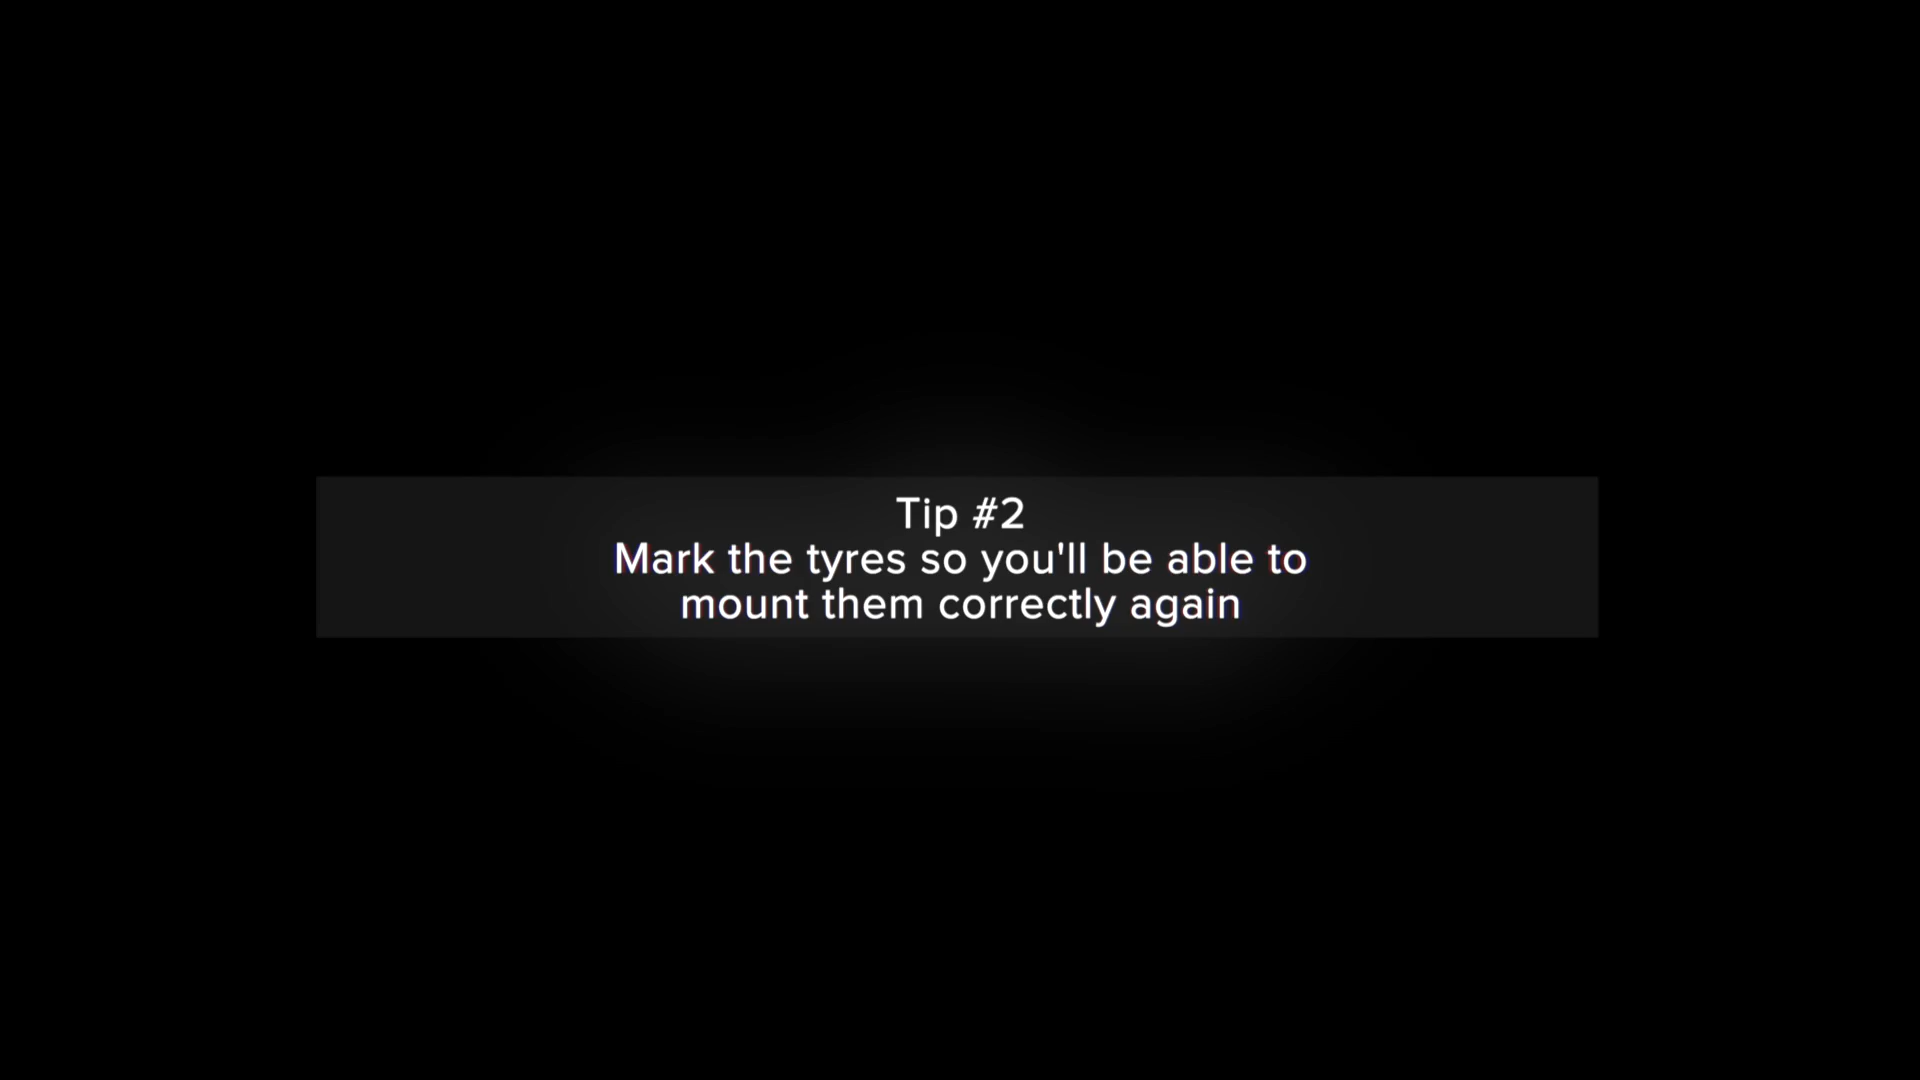 Tip #2
Mark the tyres so you'll be able to
mount them correctly again